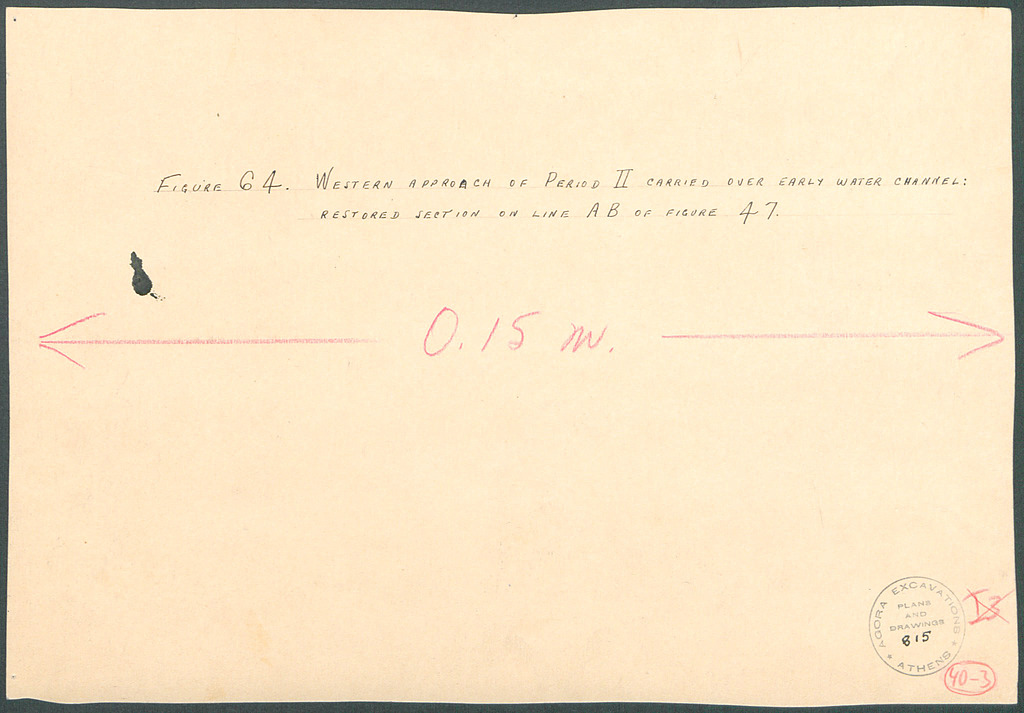 FIGURE 64. WESTERN APPROACH OF PERIOD II CARRIED OVER EARLY WATER CHANNEL:
RESTORED SECTION ON LINE AB OF FIGURE 47.
0.15 m.
AGORA EXCAVATIONS
PLANS
AND
DRAWINGS
815
* ATHENS *
40-3